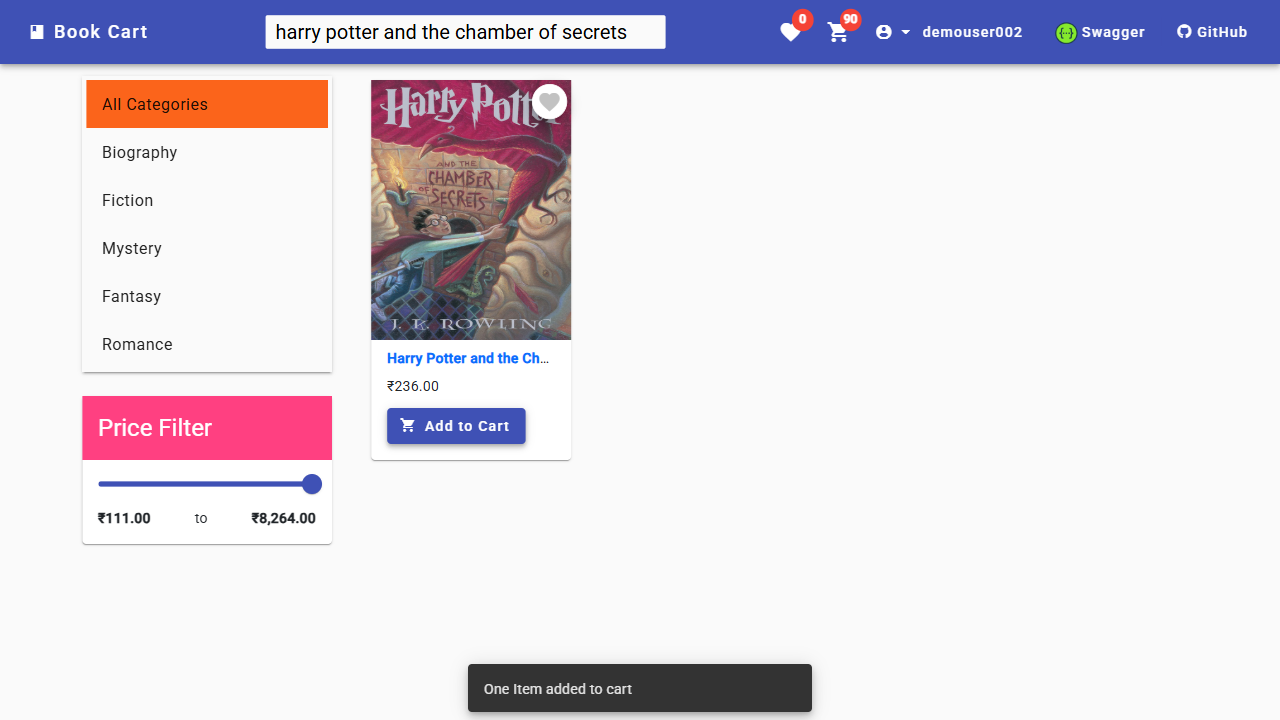 Book Cart
harry potter and the chamber of secrets
0
90
demouser002
Swagger
GitHub
All Categories
Biography
Fiction
Mystery
Fantasy
Romance
Price Filter
₹111.00 to ₹8,264.00
Harry Pott
AND THE
CHAMBER
OF SECRETS
J. K. ROWLING
Harry Potter and the Ch...
₹236.00
Add to Cart
One Item added to cart